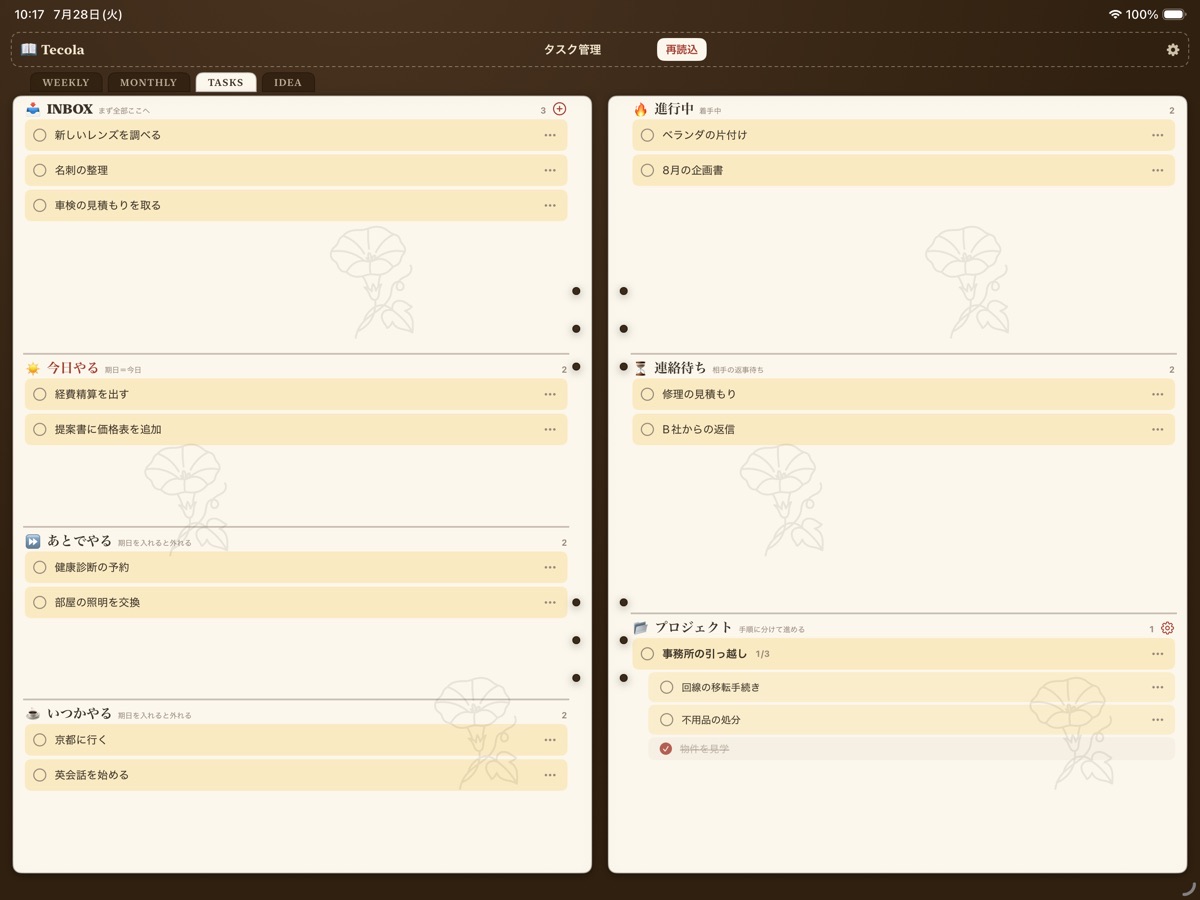 10:17 7月28日(火)
100%
Tecola
タスク管理
再読込
WEEKLY
MONTHLY
TASKS
IDEA
INBOX まず全部ここへ 3
新しいレンズを調べる
名刺の整理
車検の見積もりを取る
今日やる 期日=今日 2
経費精算を出す
提案書に価格表を追加
あとでやる 期日を入れると外れる 2
健康診断の予約
部屋の照明を交換
いつかやる 期日を入れると外れる 2
京都に行く
英会話を始める
進行中 着手中 2
ベランダの片付け
8月の企画書
連絡待ち 相手の返事待ち 2
修理の見積もり
B社からの返信
プロジェクト 手順に分けて進める 1
事務所の引っ越し 1/3
回線の移転手続き
不用品の処分
物件を見学